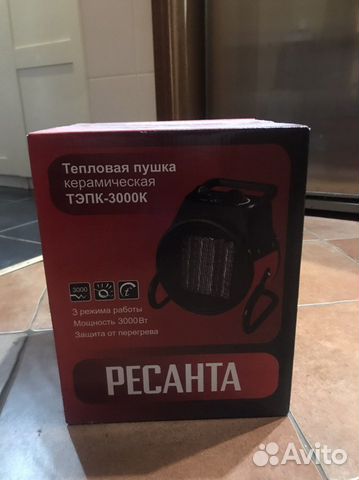 Тепловая пушка
керамическая
ТЭПК-3000К
3000
3 режима работы
Мощность 3000Вт
Защита от перегрева
РЕСАНТА
Avito